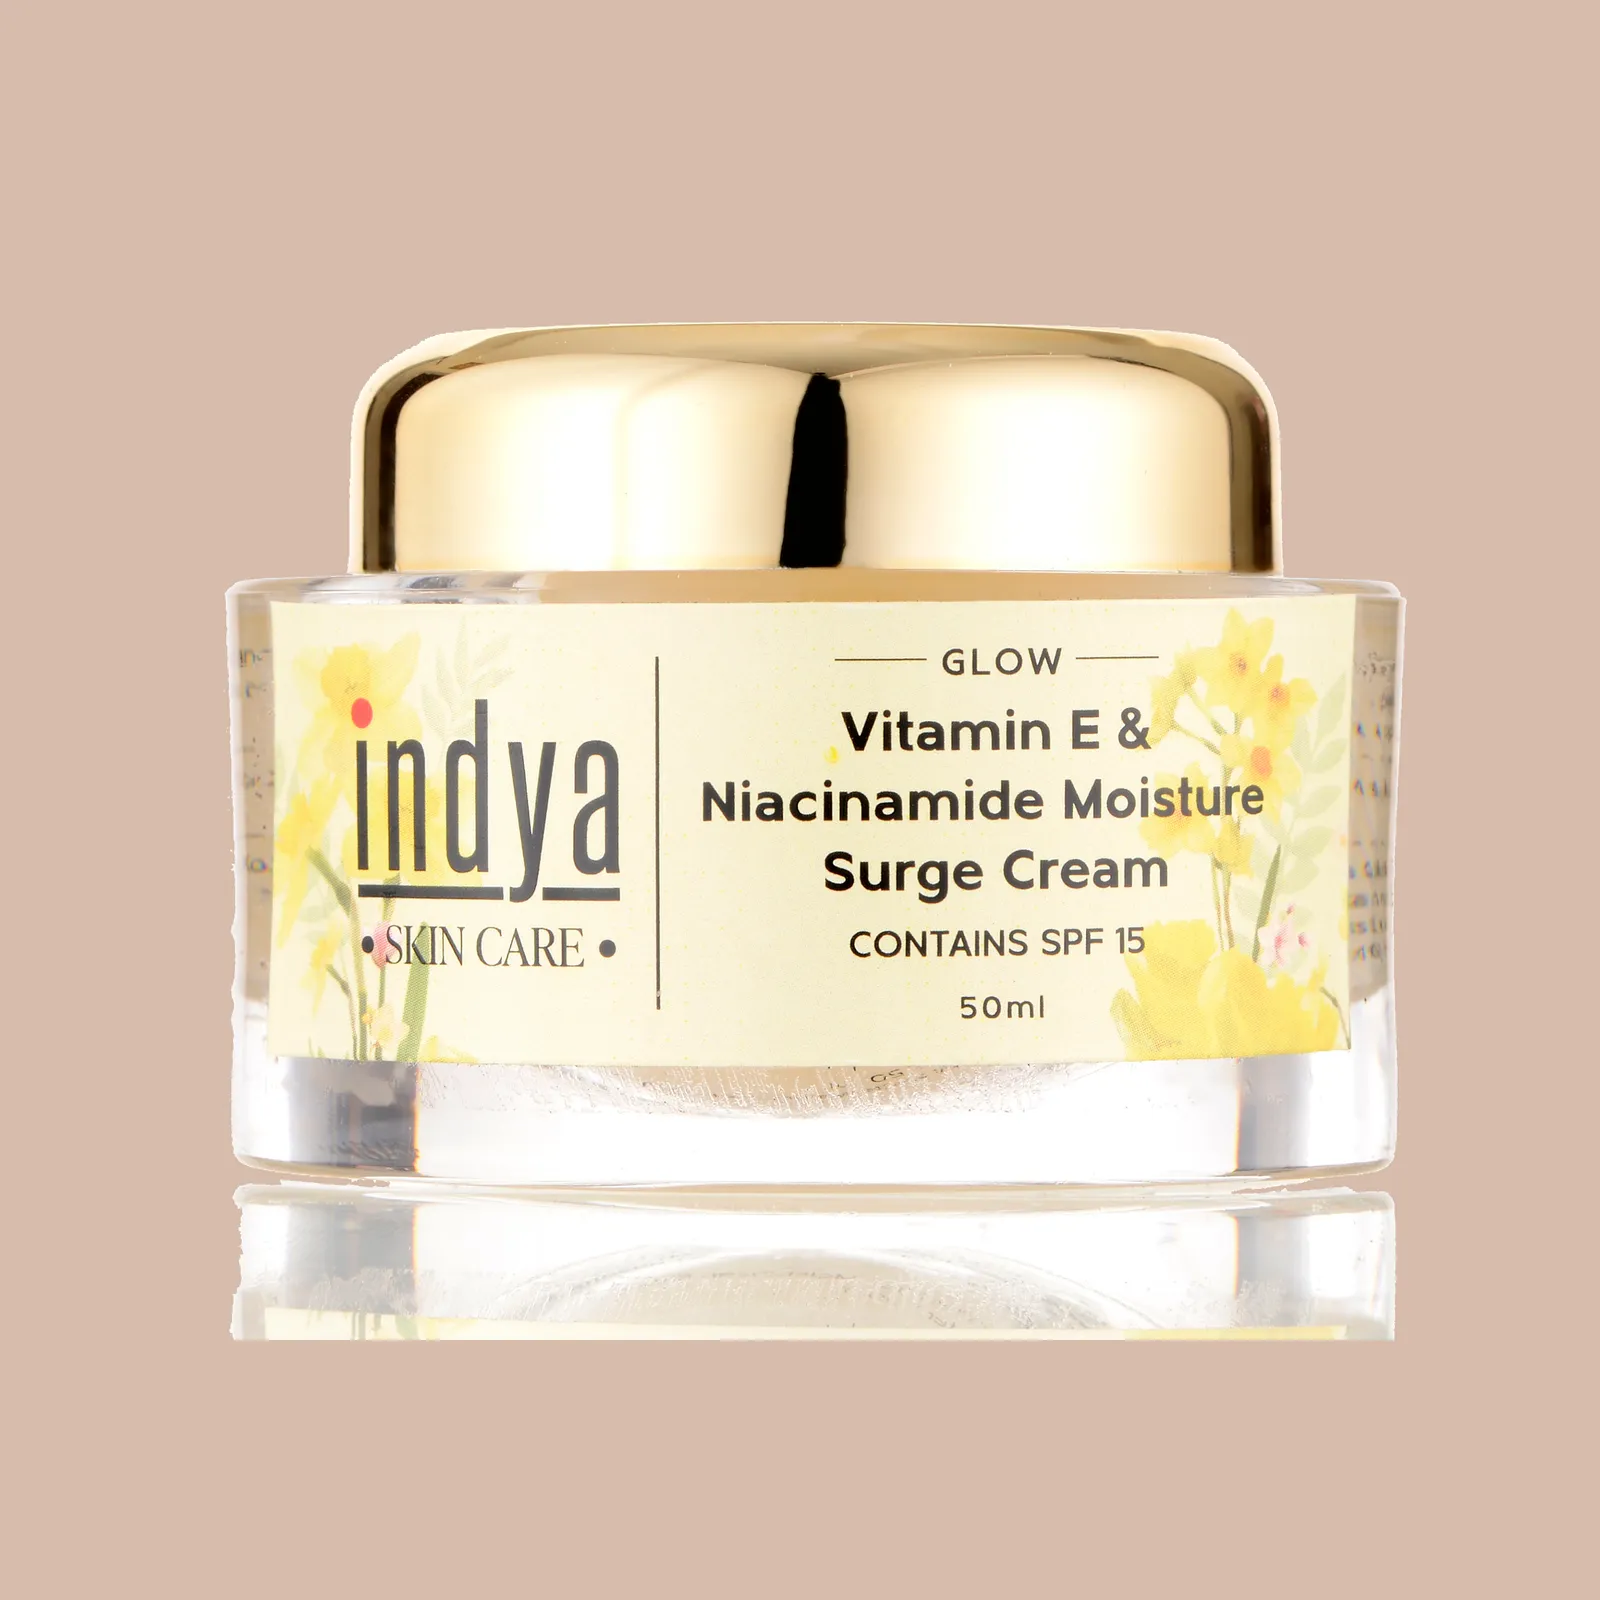 indya
• SKIN CARE •
GLOW
Vitamin E &
Niacinamide Moisture
Surge Cream
CONTAINS SPF 15
50ml